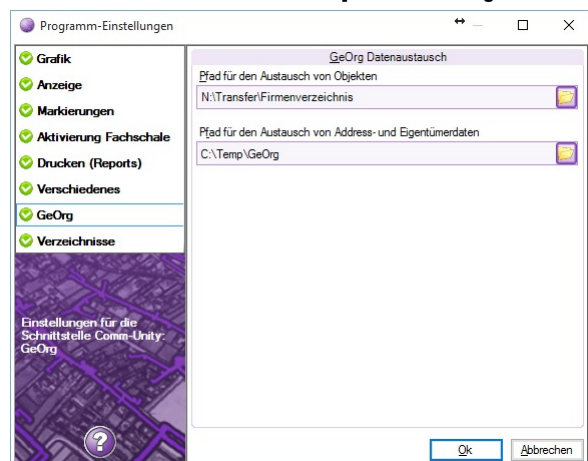 Programm-Einstellungen
Grafik
Anzeige
Markierungen
Aktivierung Fachschale
Drucken (Reports)
Verschiedenes
GeOrg
Verzeichnisse
Einstellungen für die
Schnittstelle Comm-Unity:
GeOrg
GeOrg Datenaustausch
Pfad für den Austausch von Objekten
N:\Transfer\Firmenverzeichnis
Pfad für den Austausch von Address- und Eigentümerdaten
C:\Temp\GeOrg
Ok
Abbrechen